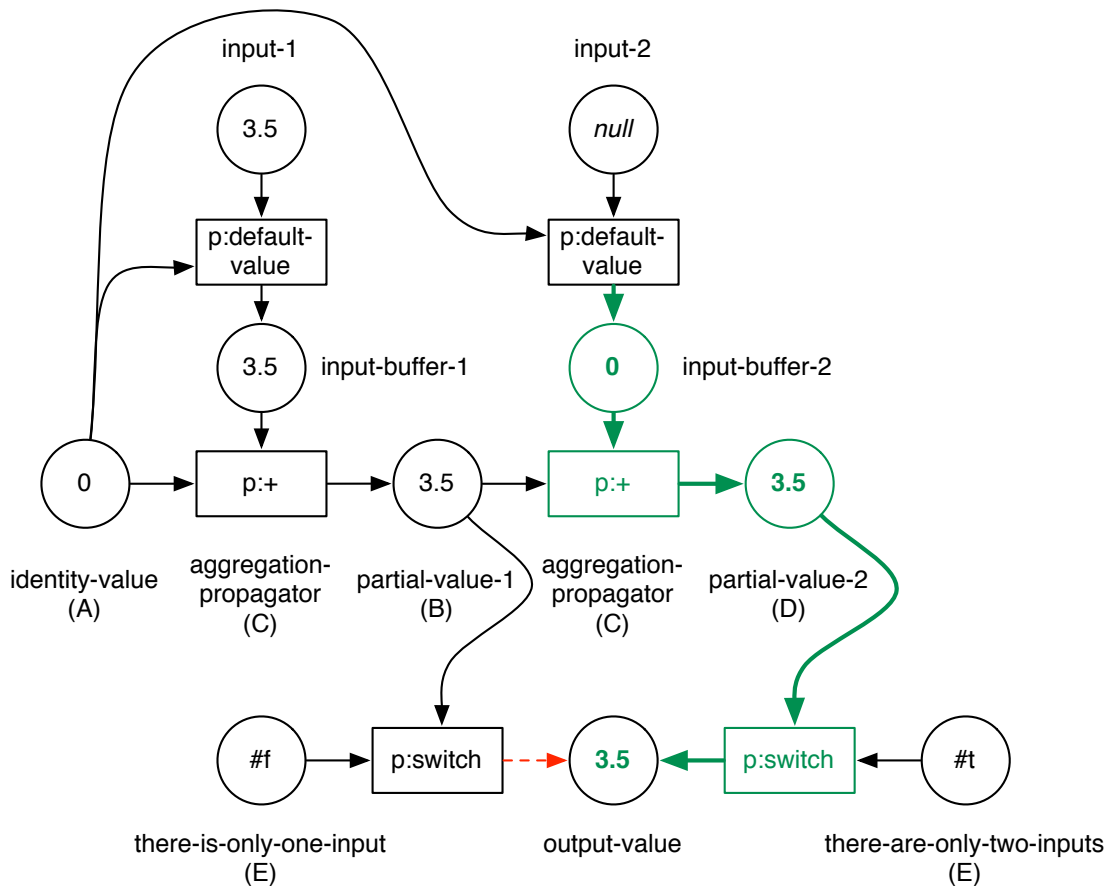 input-1
input-2
3.5
null
p:default-
value
p:default-
value
3.5
input-buffer-1
0
input-buffer-2
0
p:+
3.5
p:+
3.5
identity-value
(A)
aggregation-
propagator
(C)
partial-value-1
(B)
aggregation-
propagator
(C)
partial-value-2
(D)
#f
p:switch
3.5
p:switch
#t
there-is-only-one-input
(E)
output-value
there-are-only-two-inputs
(E)